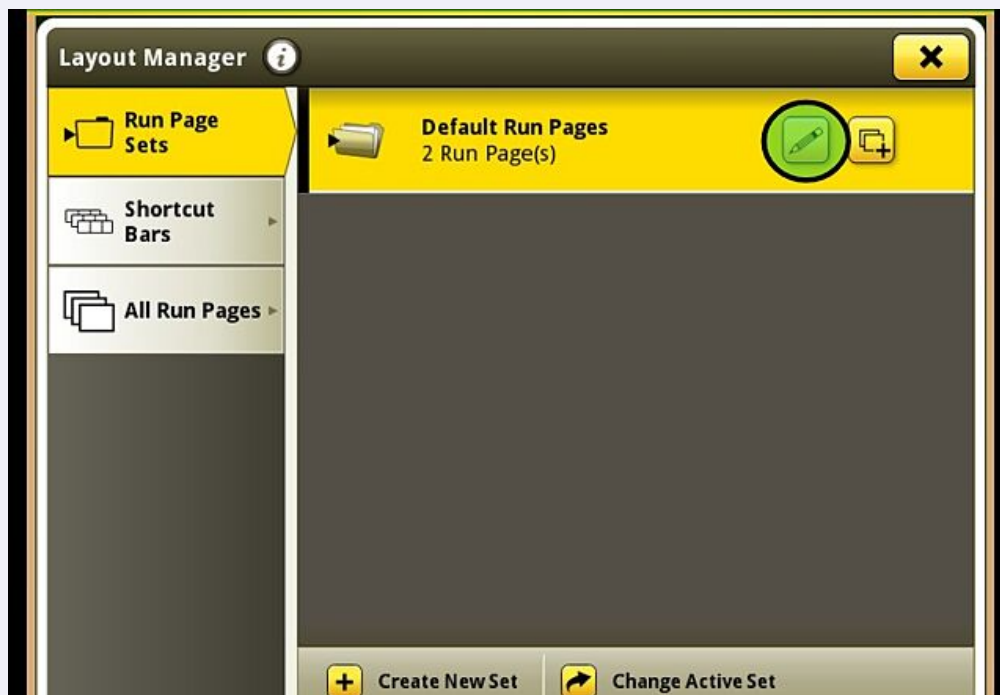 Layout Manager i
Run Page
Sets
Default Run Pages
2 Run Page(s)
Shortcut
Bars
All Run Pages
Create New Set
Change Active Set